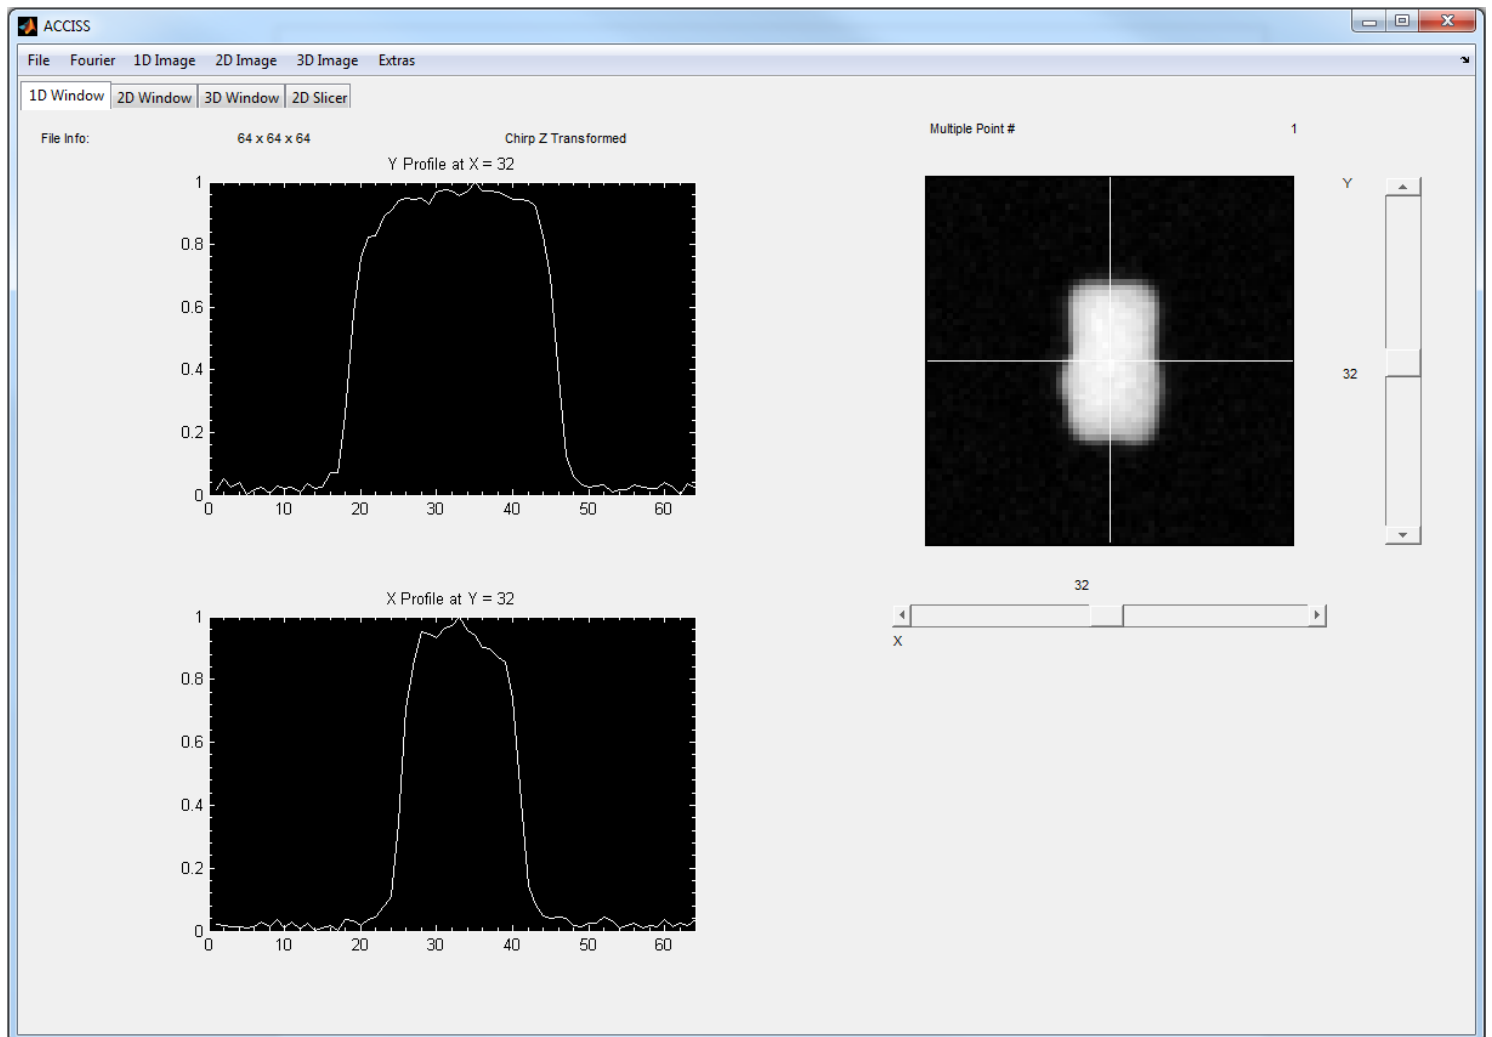 ACCISS
File Fourier 1D Image 2D Image 3D Image Extras
1D Window 2D Window 3D Window 2D Slicer
File Info: 64 x 64 x 64 Chirp Z Transformed
Multiple Point # 1
Y Profile at X = 32
1
0.8
0.6
0.4
0.2
0
0 10 20 30 40 50 60
Y
32
32
X
X Profile at Y = 32
1
0.8
0.6
0.4
0.2
0
0 10 20 30 40 50 60